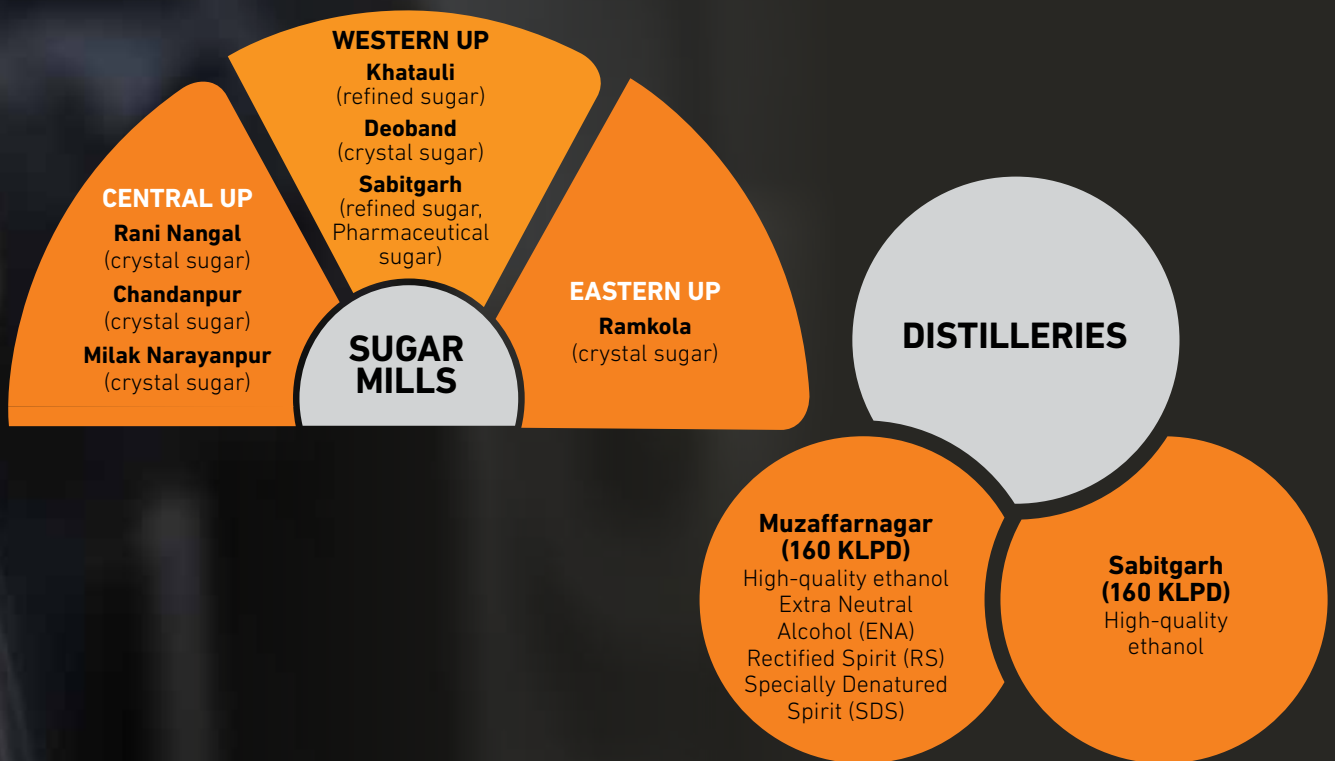 WESTERN UP
Khatauli
(refined sugar)
Deoband
(crystal sugar)
Sabitgarh
(refined sugar,
Pharmaceutical
sugar)
CENTRAL UP
Rani Nangal
(crystal sugar)
Chandanpur
(crystal sugar)
Milak Narayanpur
(crystal sugar)
EASTERN UP
Ramkola
(crystal sugar)
SUGAR
MILLS
DISTILLERIES
Muzaffarnagar
(160 KLPD)
High-quality ethanol
Extra Neutral
Alcohol (ENA)
Rectified Spirit (RS)
Specially Denatured
Spirit (SDS)
Sabitgarh
(160 KLPD)
High-quality
ethanol